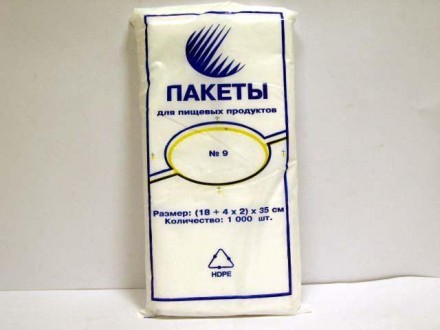 ПАКЕТЫ
для пищевых продуктов
№ 9
Размер: (18 + 4 x 2) x 35 см
Количество: 1 000 шт.
HDPE